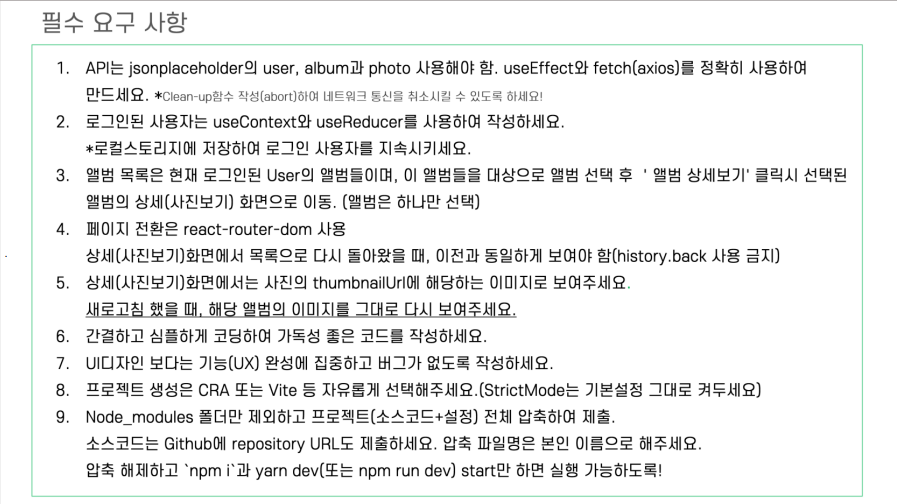 필수 요구 사항
1. API는 jsonplaceholder의 user, album과 photo 사용해야 함. useEffect와 fetch(axios)를 정확히 사용하여
만드세요. *Clean-up함수 작성(abort)하여 네트워크 통신을 취소시킬 수 있도록 하세요!
2. 로그인된 사용자는 useContext와 useReducer를 사용하여 작성하세요.
*로컬스토리지에 저장하여 로그인 사용자를 지속시키세요.
3. 앨범 목록은 현재 로그인된 User의 앨범들이며, 이 앨범들을 대상으로 앨범 선택 후 ' 앨범 상세보기' 클릭시 선택된
앨범의 상세(사진보기) 화면으로 이동. (앨범은 하나만 선택)
4. 페이지 전환은 react-router-dom 사용
상세(사진보기)화면에서 목록으로 다시 돌아왔을 때, 이전과 동일하게 보여야 함(history.back 사용 금지)
5. 상세(사진보기)화면에서는 사진의 thumbnailUrl에 해당하는 이미지로 보여주세요.
새로고침 했을 때, 해당 앨범의 이미지를 그대로 다시 보여주세요.
6. 간결하고 심플하게 코딩하여 가독성 좋은 코드를 작성하세요.
7. UI디자인 보다는 기능(UX) 완성에 집중하고 버그가 없도록 작성하세요.
8. 프로젝트 생성은 CRA 또는 Vite 등 자유롭게 선택해주세요.(StrictMode는 기본설정 그대로 켜두세요)
9. Node_modules 폴더만 제외하고 프로젝트(소스코드+설정) 전체 압축하여 제출.
소스코드는 Github에 repository URL도 제출하세요. 압축 파일명은 본인 이름으로 해주세요.
압축 해제하고 `npm i`과 yarn dev(또는 npm run dev) start만 하면 실행 가능하도록!